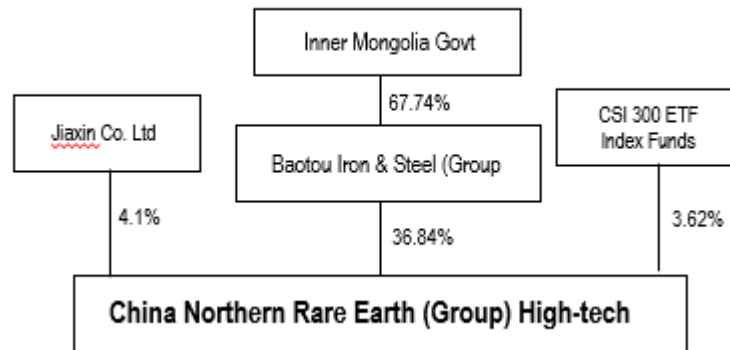 Inner Mongolia Govt
67.74%
Jiaxin Co. Ltd
CSI 300 ETF
Index Funds
Baotou Iron & Steel (Group
4.1%
36.84%
3.62%
China Northern Rare Earth (Group) High-tech